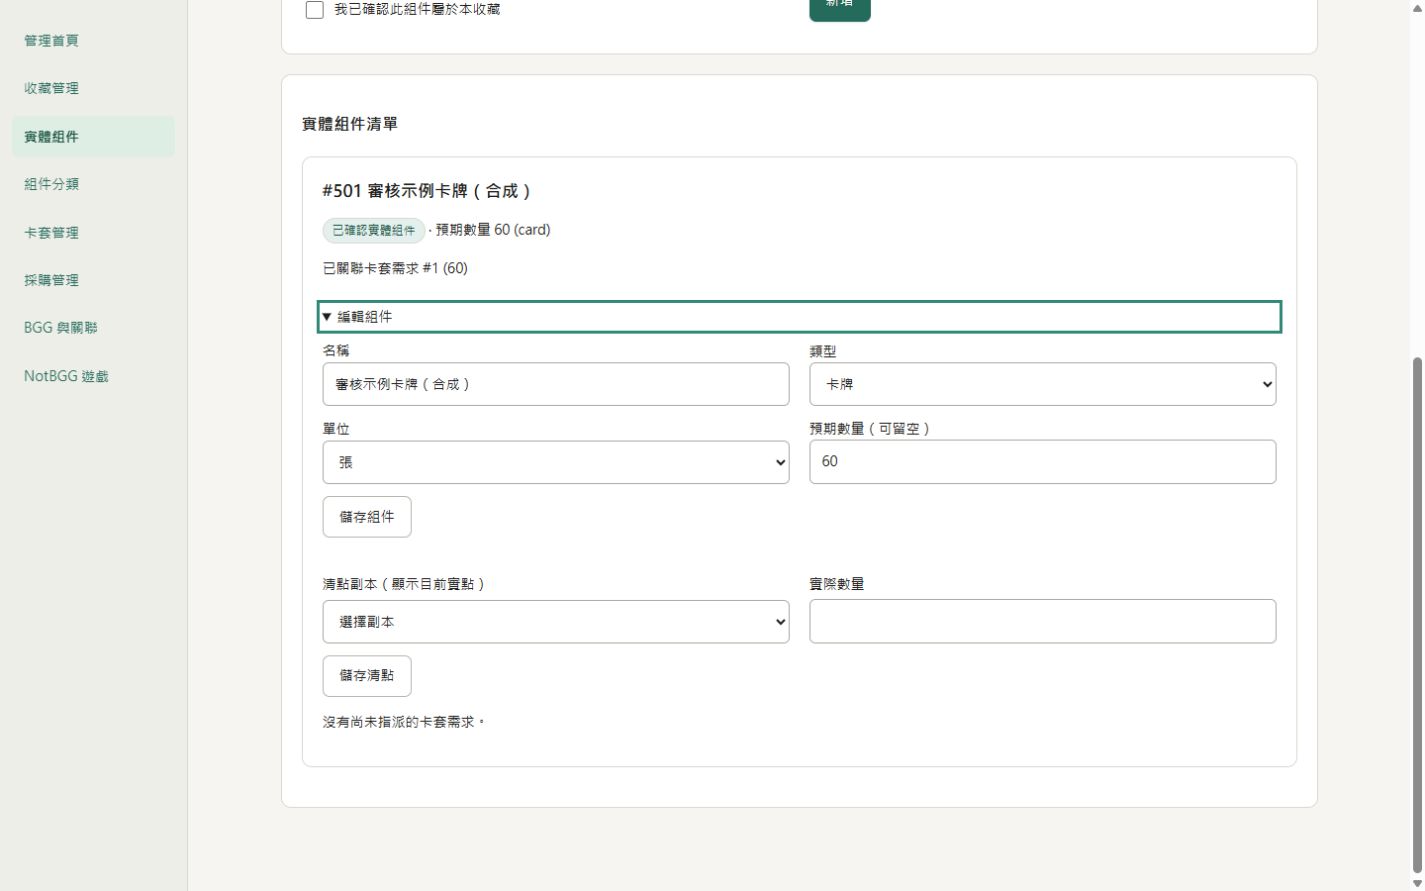 我已確認此組件屬於本收藏
新增
管理首頁
收藏管理
實體組件
組件分類
卡套管理
採購管理
BGG 與關聯
NotBGG 遊戲
實體組件清單
#501 審核示例卡牌（合成）
已確認實體組件 · 預期數量 60 (card)
已關聯卡套需求 #1 (60)
▼ 編輯組件
名稱
類型
審核示例卡牌（合成）
卡牌
單位
預期數量（可留空）
張
60
儲存組件
清點副本（顯示目前實點）
實際數量
選擇副本
儲存清點
沒有尚未指派的卡套需求。